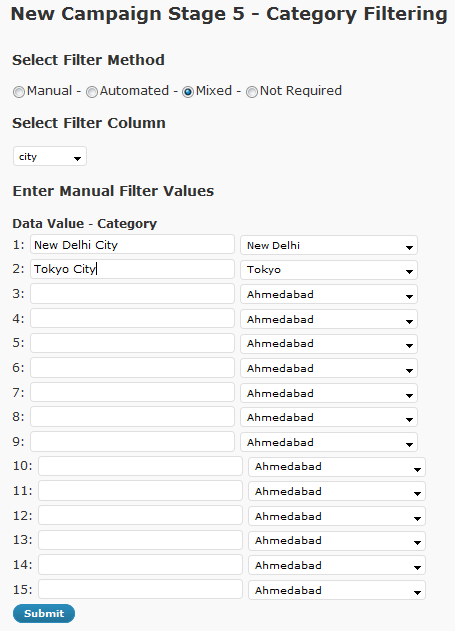 New Campaign Stage 5 - Category Filtering
Select Filter Method
Manual - Automated - Mixed - Not Required
Select Filter Column
city
Enter Manual Filter Values
Data Value - Category
1: New Delhi City New Delhi
2: Tokyo City Tokyo
3: Ahmedabad
4: Ahmedabad
5: Ahmedabad
6: Ahmedabad
7: Ahmedabad
8: Ahmedabad
9: Ahmedabad
10: Ahmedabad
11: Ahmedabad
12: Ahmedabad
13: Ahmedabad
14: Ahmedabad
15: Ahmedabad
Submit